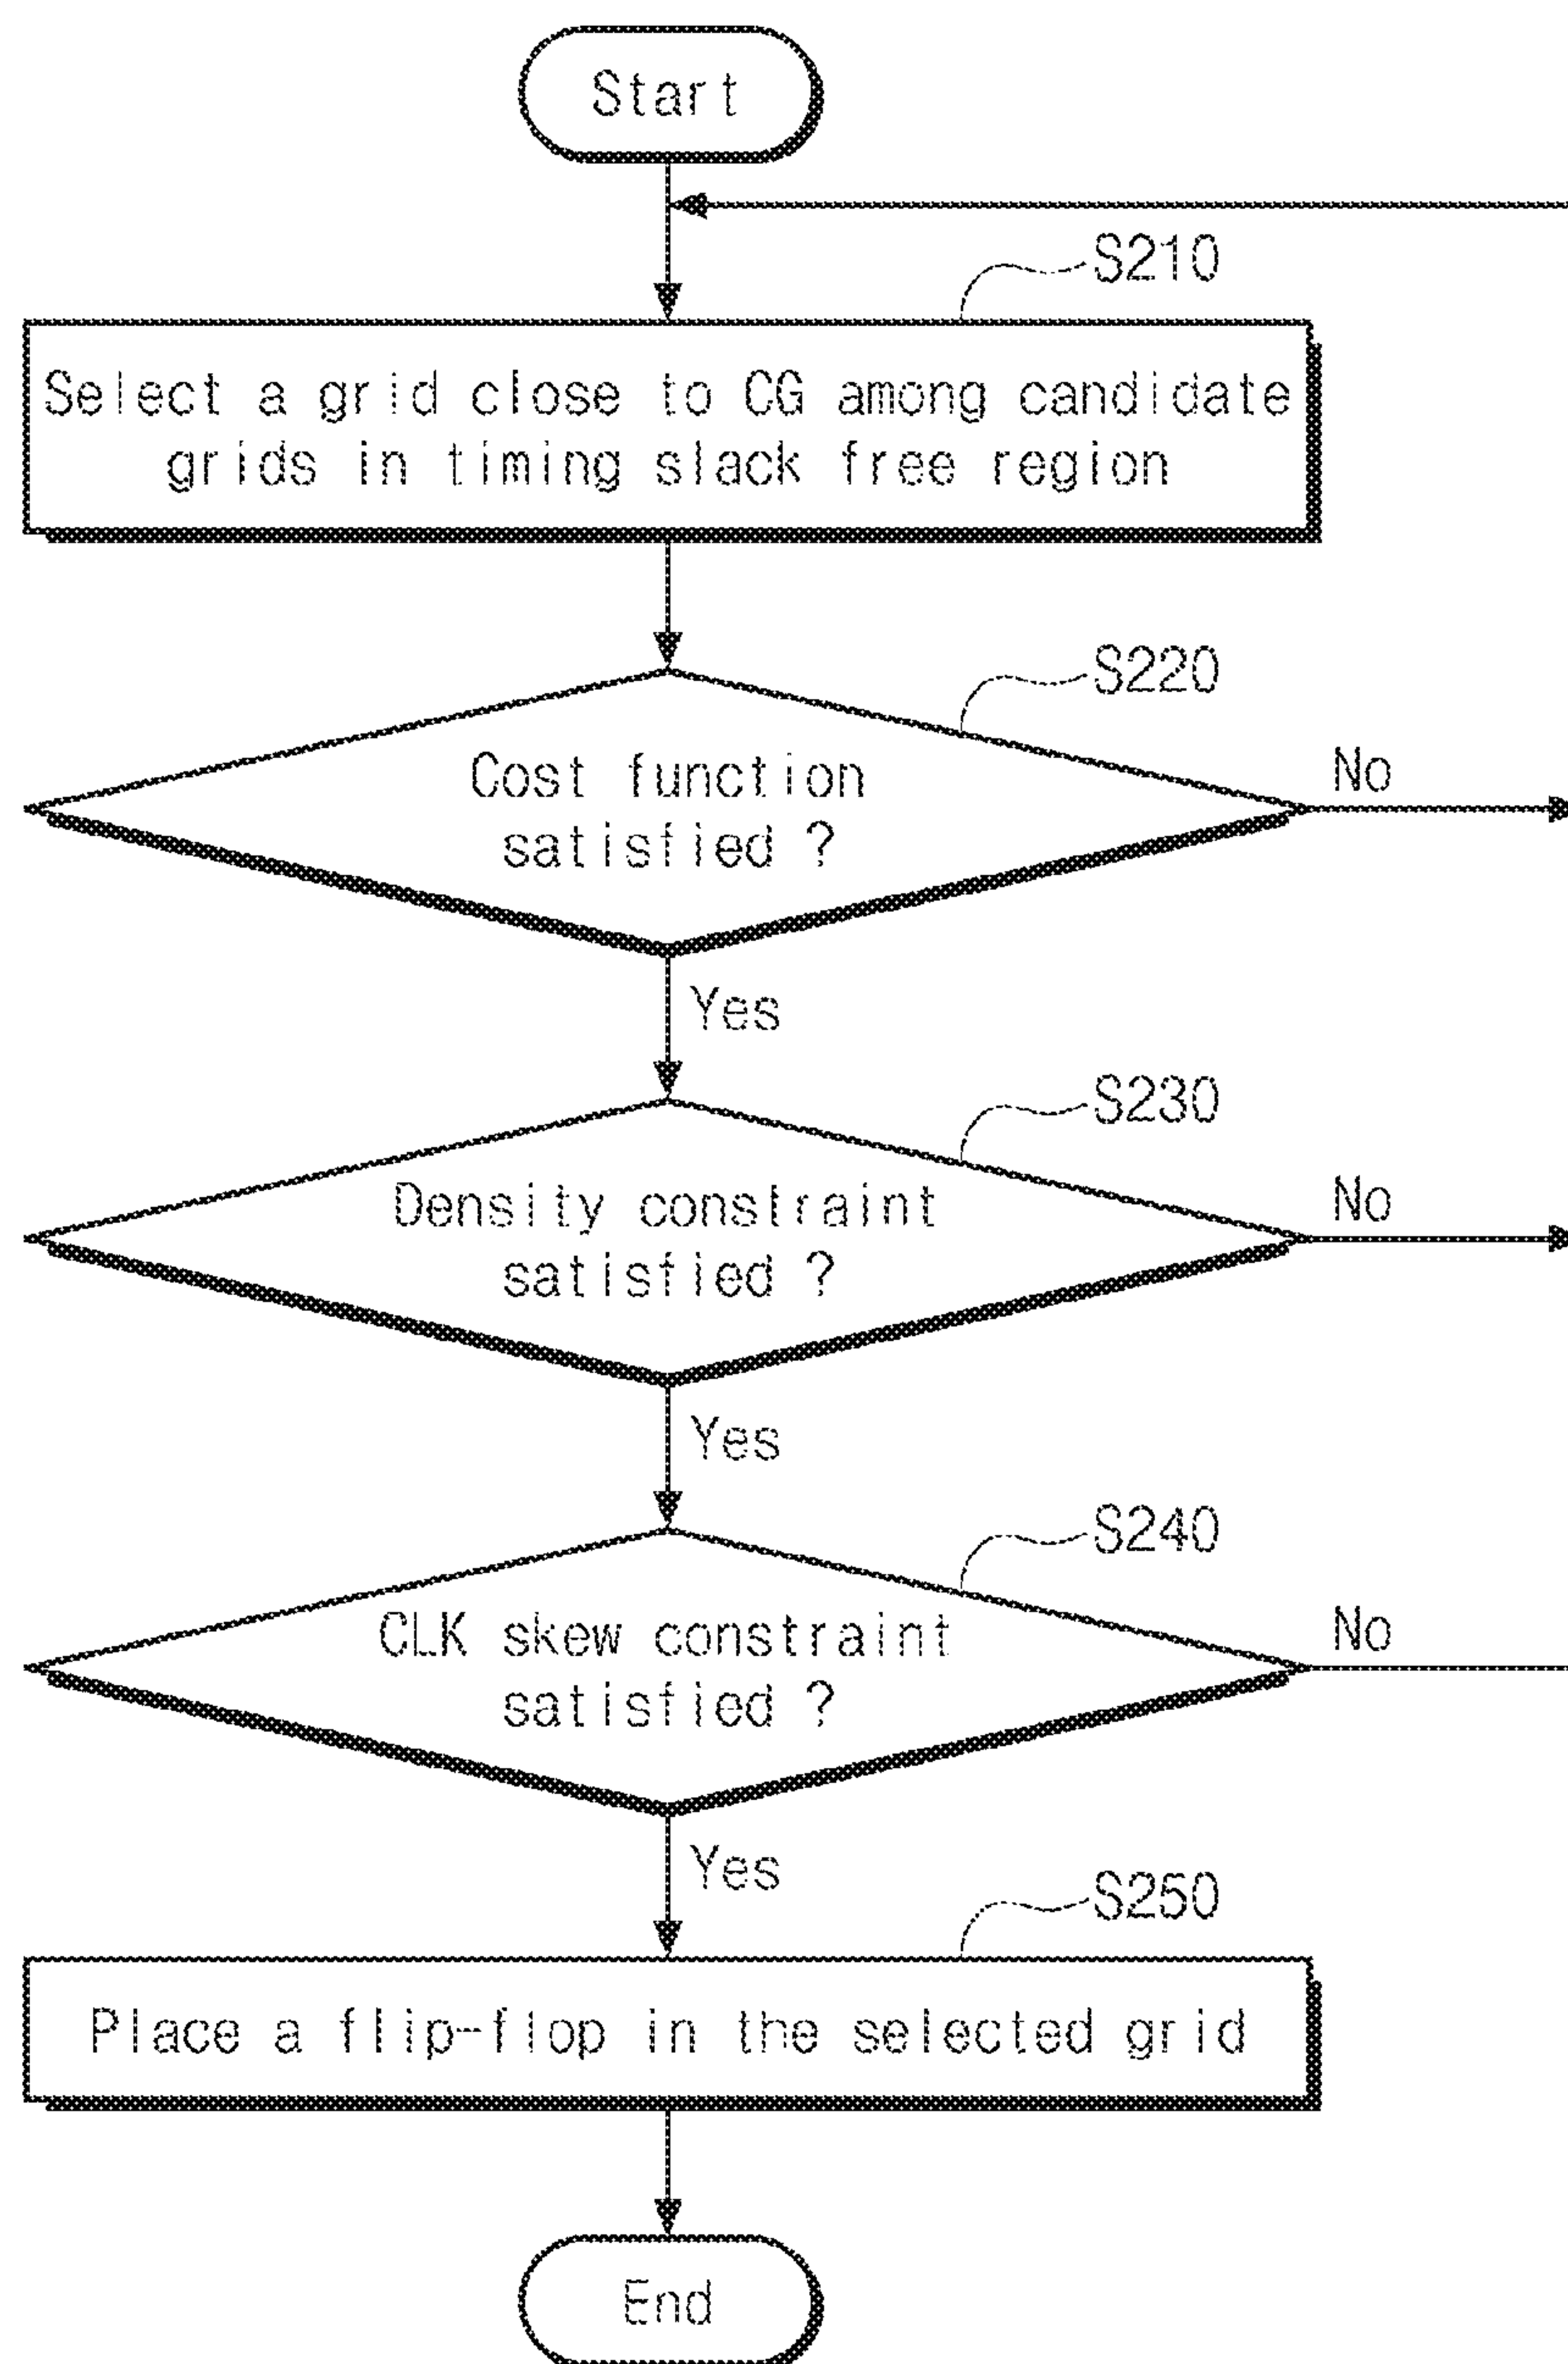 Start
S210
Select a grid close to CG among candidate
grids in timing slack free region
S220
Cost function
satisfied ?
No
Yes
S230
Density constraint
satisfied ?
No
Yes
S240
CLK skew constraint
satisfied ?
No
Yes
S250
Place a flip-flop in the selected grid
End